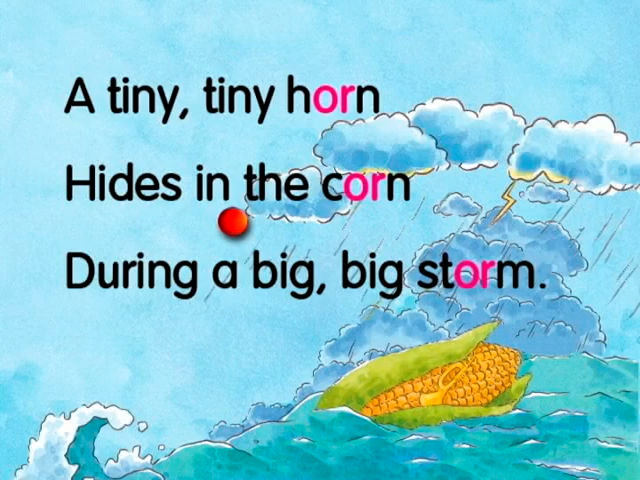 A tiny, tiny horn
Hides in the corn
During a big, big storm.